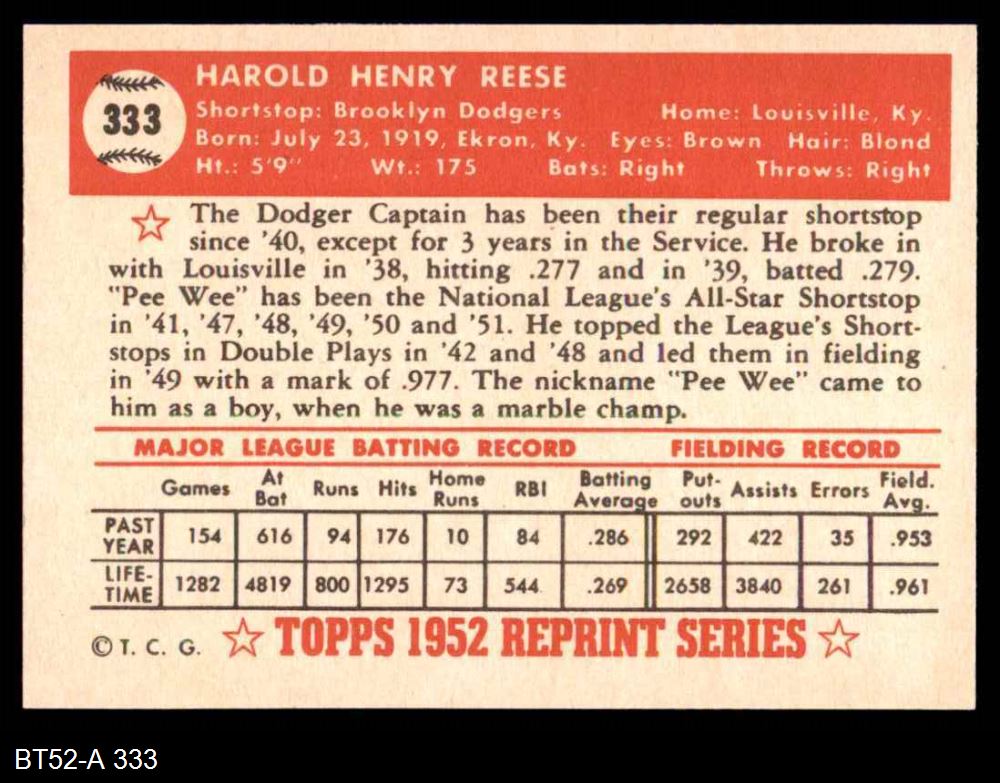 HAROLD HENRY REESE
333
Shortstop: Brooklyn Dodgers Home: Louisville, Ky.
Born: July 23, 1919, Ekron, Ky. Eyes: Brown Hair: Blond
Ht.: 5'9" Wt.: 175 Bats: Right Throws: Right
The Dodger Captain has been their regular shortstop
since '40, except for 3 years in the Service. He broke in
with Louisville in '38, hitting .277 and in '39, batted .279.
"Pee Wee" has been the National League's All-Star Shortstop
in '41, '47, '48, '49, '50 and '51. He topped the League's Short-
stops in Double Plays in '42 and '48 and led them in fielding
in '49 with a mark of .977. The nickname "Pee Wee" came to
him as a boy, when he was a marble champ.
MAJOR LEAGUE BATTING RECORD FIELDING RECORD
Games At Bat Runs Hits Home Runs RBI Batting Average Put-outs Assists Errors Field. Avg.
PAST YEAR 154 616 94 176 10 84 .286 292 422 35 .953
LIFE-TIME 1282 4819 800 1295 73 544 .269 2658 3840 261 .961
© T. C. G. TOPPS 1952 REPRINT SERIES
BT52-A 333